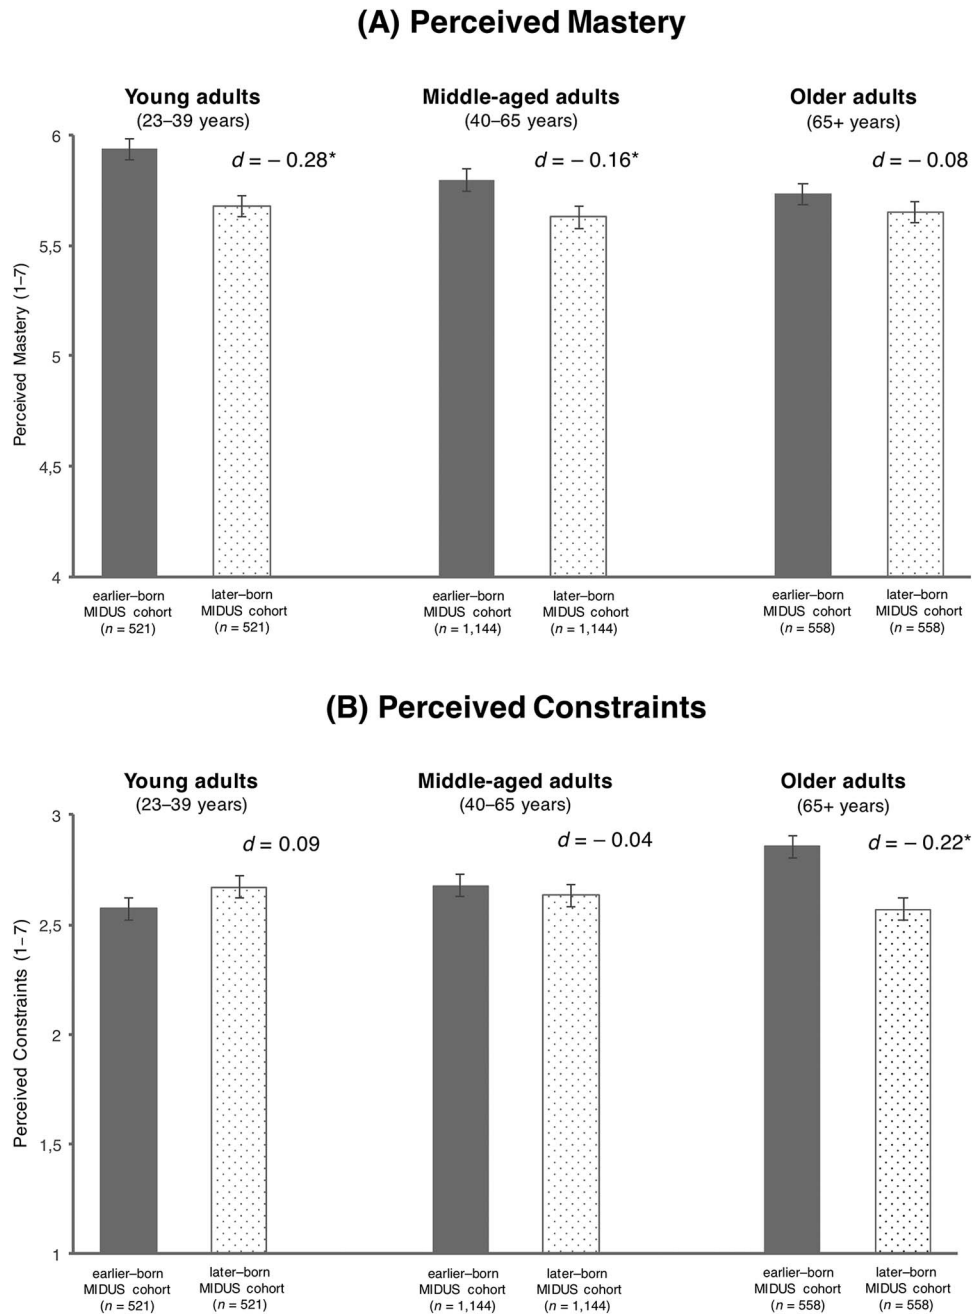 (A) Perceived Mastery
Young adults
(23–39 years)
Middle-aged adults
(40–65 years)
Older adults
(65+ years)
d = – 0.28*
d = – 0.16*
d = – 0.08
Perceived Mastery (1–7)
6
5,5
5
4,5
4
earlier–born
MIDUS cohort
(n = 521)
later–born
MIDUS cohort
(n = 521)
earlier–born
MIDUS cohort
(n = 1,144)
later–born
MIDUS cohort
(n = 1,144)
earlier–born
MIDUS cohort
(n = 558)
later–born
MIDUS cohort
(n = 558)
(B) Perceived Constraints
Young adults
(23–39 years)
Middle-aged adults
(40–65 years)
Older adults
(65+ years)
d = 0.09
d = – 0.04
d = – 0.22*
Perceived Constraints (1–7)
3
2,5
2
1,5
1
earlier–born
MIDUS cohort
(n = 521)
later–born
MIDUS cohort
(n = 521)
earlier–born
MIDUS cohort
(n = 1,144)
later–born
MIDUS cohort
(n = 1,144)
earlier–born
MIDUS cohort
(n = 558)
later–born
MIDUS cohort
(n = 558)